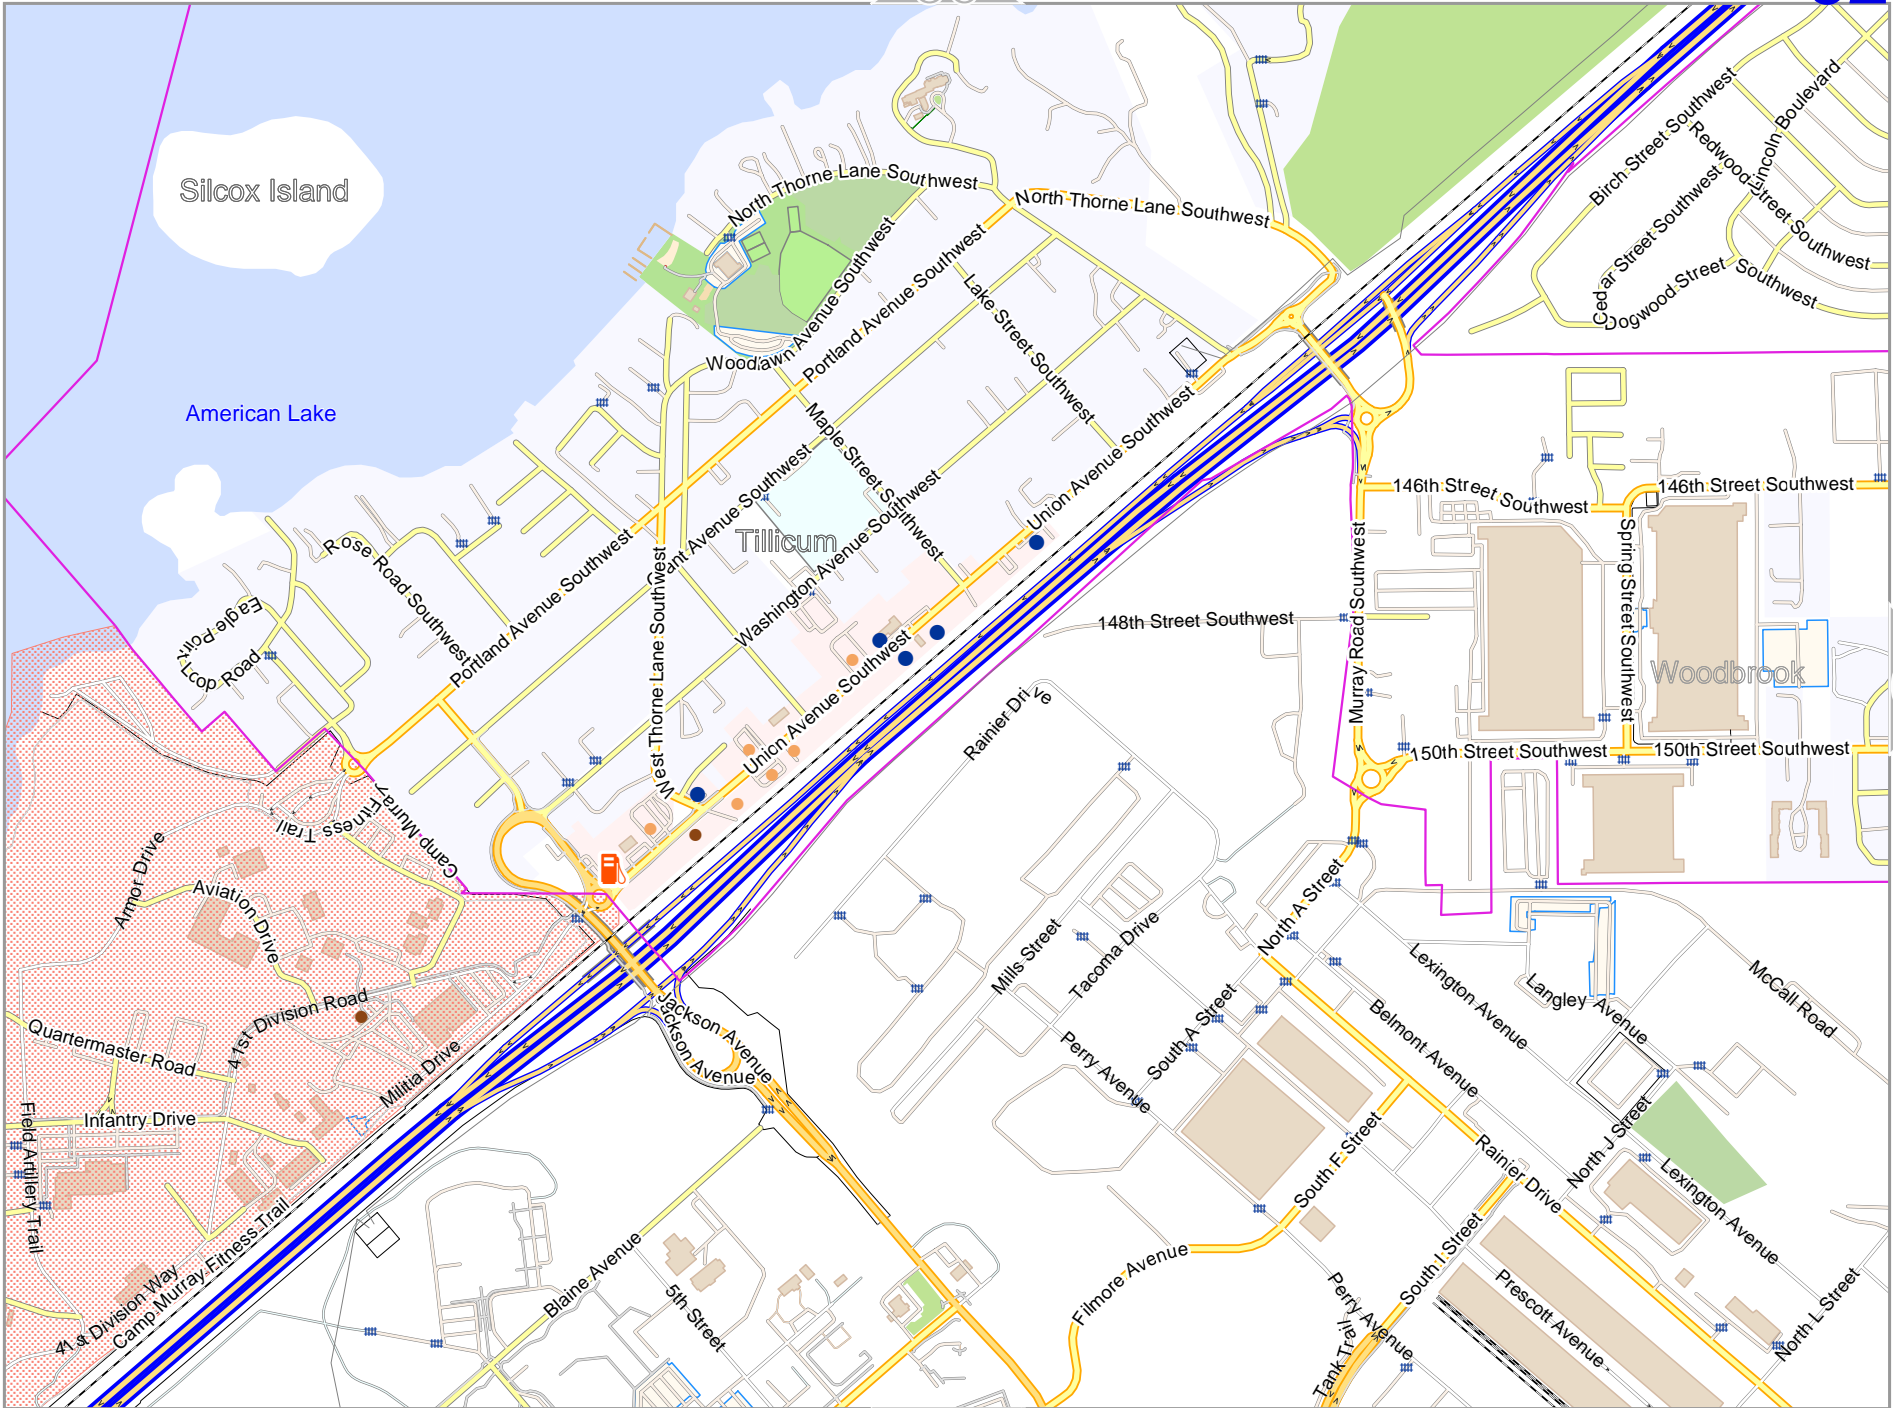 Silcox Island
American Lake
North Thorne Lane Southwest
North Thorne Lane Southwest
Woodlawn Avenue Southwest
Portland Avenue Southwest
Lake Street Southwest
Birch Street Southwest
Redwood Street Southwest
Lincoln Boulevard
Cedar Street Southwest
Dogwood Street Southwest
Maple Street Southwest
Union Avenue Southwest
Tillicum
Washington Avenue Southwest
Portland Avenue Southwest
Rose Road Southwest
Eagle Point Loop Road
West Thorne Lane Southwest
Union Avenue Southwest
146th Street Southwest
146th Street Southwest
148th Street Southwest
Murray Road Southwest
Spring Street Southwest
Woodbrook
150th Street Southwest
150th Street Southwest
Rainier Drive
Camp Murray Fitness Trail
Armor Drive
Aviation Drive
41st Division Road
Quartermaster Road
Militia Drive
Infantry Drive
Field Artillery Trail
41st Division Way
Camp Murray Fitness Trail
Jackson Avenue
Jackson Avenue
Mills Street
Tacoma Drive
North A Street
South A Street
Perry Avenue
Lexington Avenue
Langley Avenue
McCall Road
Belmont Avenue
South F Street
Rainier Drive
North J Street
Lexington Avenue
Blaine Avenue
5th Street
Filmore Avenue
South I Street
Perry Avenue
Tank Trail
Prescott Avenue
North L Street